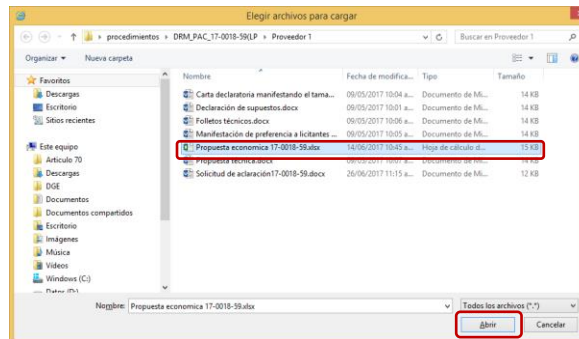 Elegir archivos para cargar
« procedimientos ▸ DRM_PAC_17-0018-59(LP ▸ Proveedor 1
Buscar en Proveedor 1
Organizar
Nueva carpeta
Favoritos
Descargas
Escritorio
Sitios recientes
Este equipo
Articulo 70
Descargas
DGE
Documentos
Documentos compartidos
Escritorio
Imágenes
Música
Vídeos
Windows (C:)
Datos (D:)
Nombre Fecha de modifica... Tipo Tamaño
Carta declaratoria manifestando el tama... 09/05/2017 10:04 a... Documento de Mi... 14 KB
Declaración de supuestos.docx 09/05/2017 10:01 a... Documento de Mi... 14 KB
Folletos técnicos.docx 09/05/2017 10:06 a... Documento de Mi... 14 KB
Manifestación de preferencia a licitantes ... 09/05/2017 10:05 a... Documento de Mi... 14 KB
Propuesta economica 17-0018-59.xlsx 14/06/2017 10:45 a... Hoja de cálculo d... 15 KB
Propuesta técnica.docx 09/05/2017 10:07 a... Documento de Mi... 14 KB
Solicitud de aclaración17-0018-59.docx 26/06/2017 11:15 a... Documento de Mi... 12 KB
Nombre: Propuesta economica 17-0018-59.xlsx
Todos los archivos (*.*)
Abrir
Cancelar